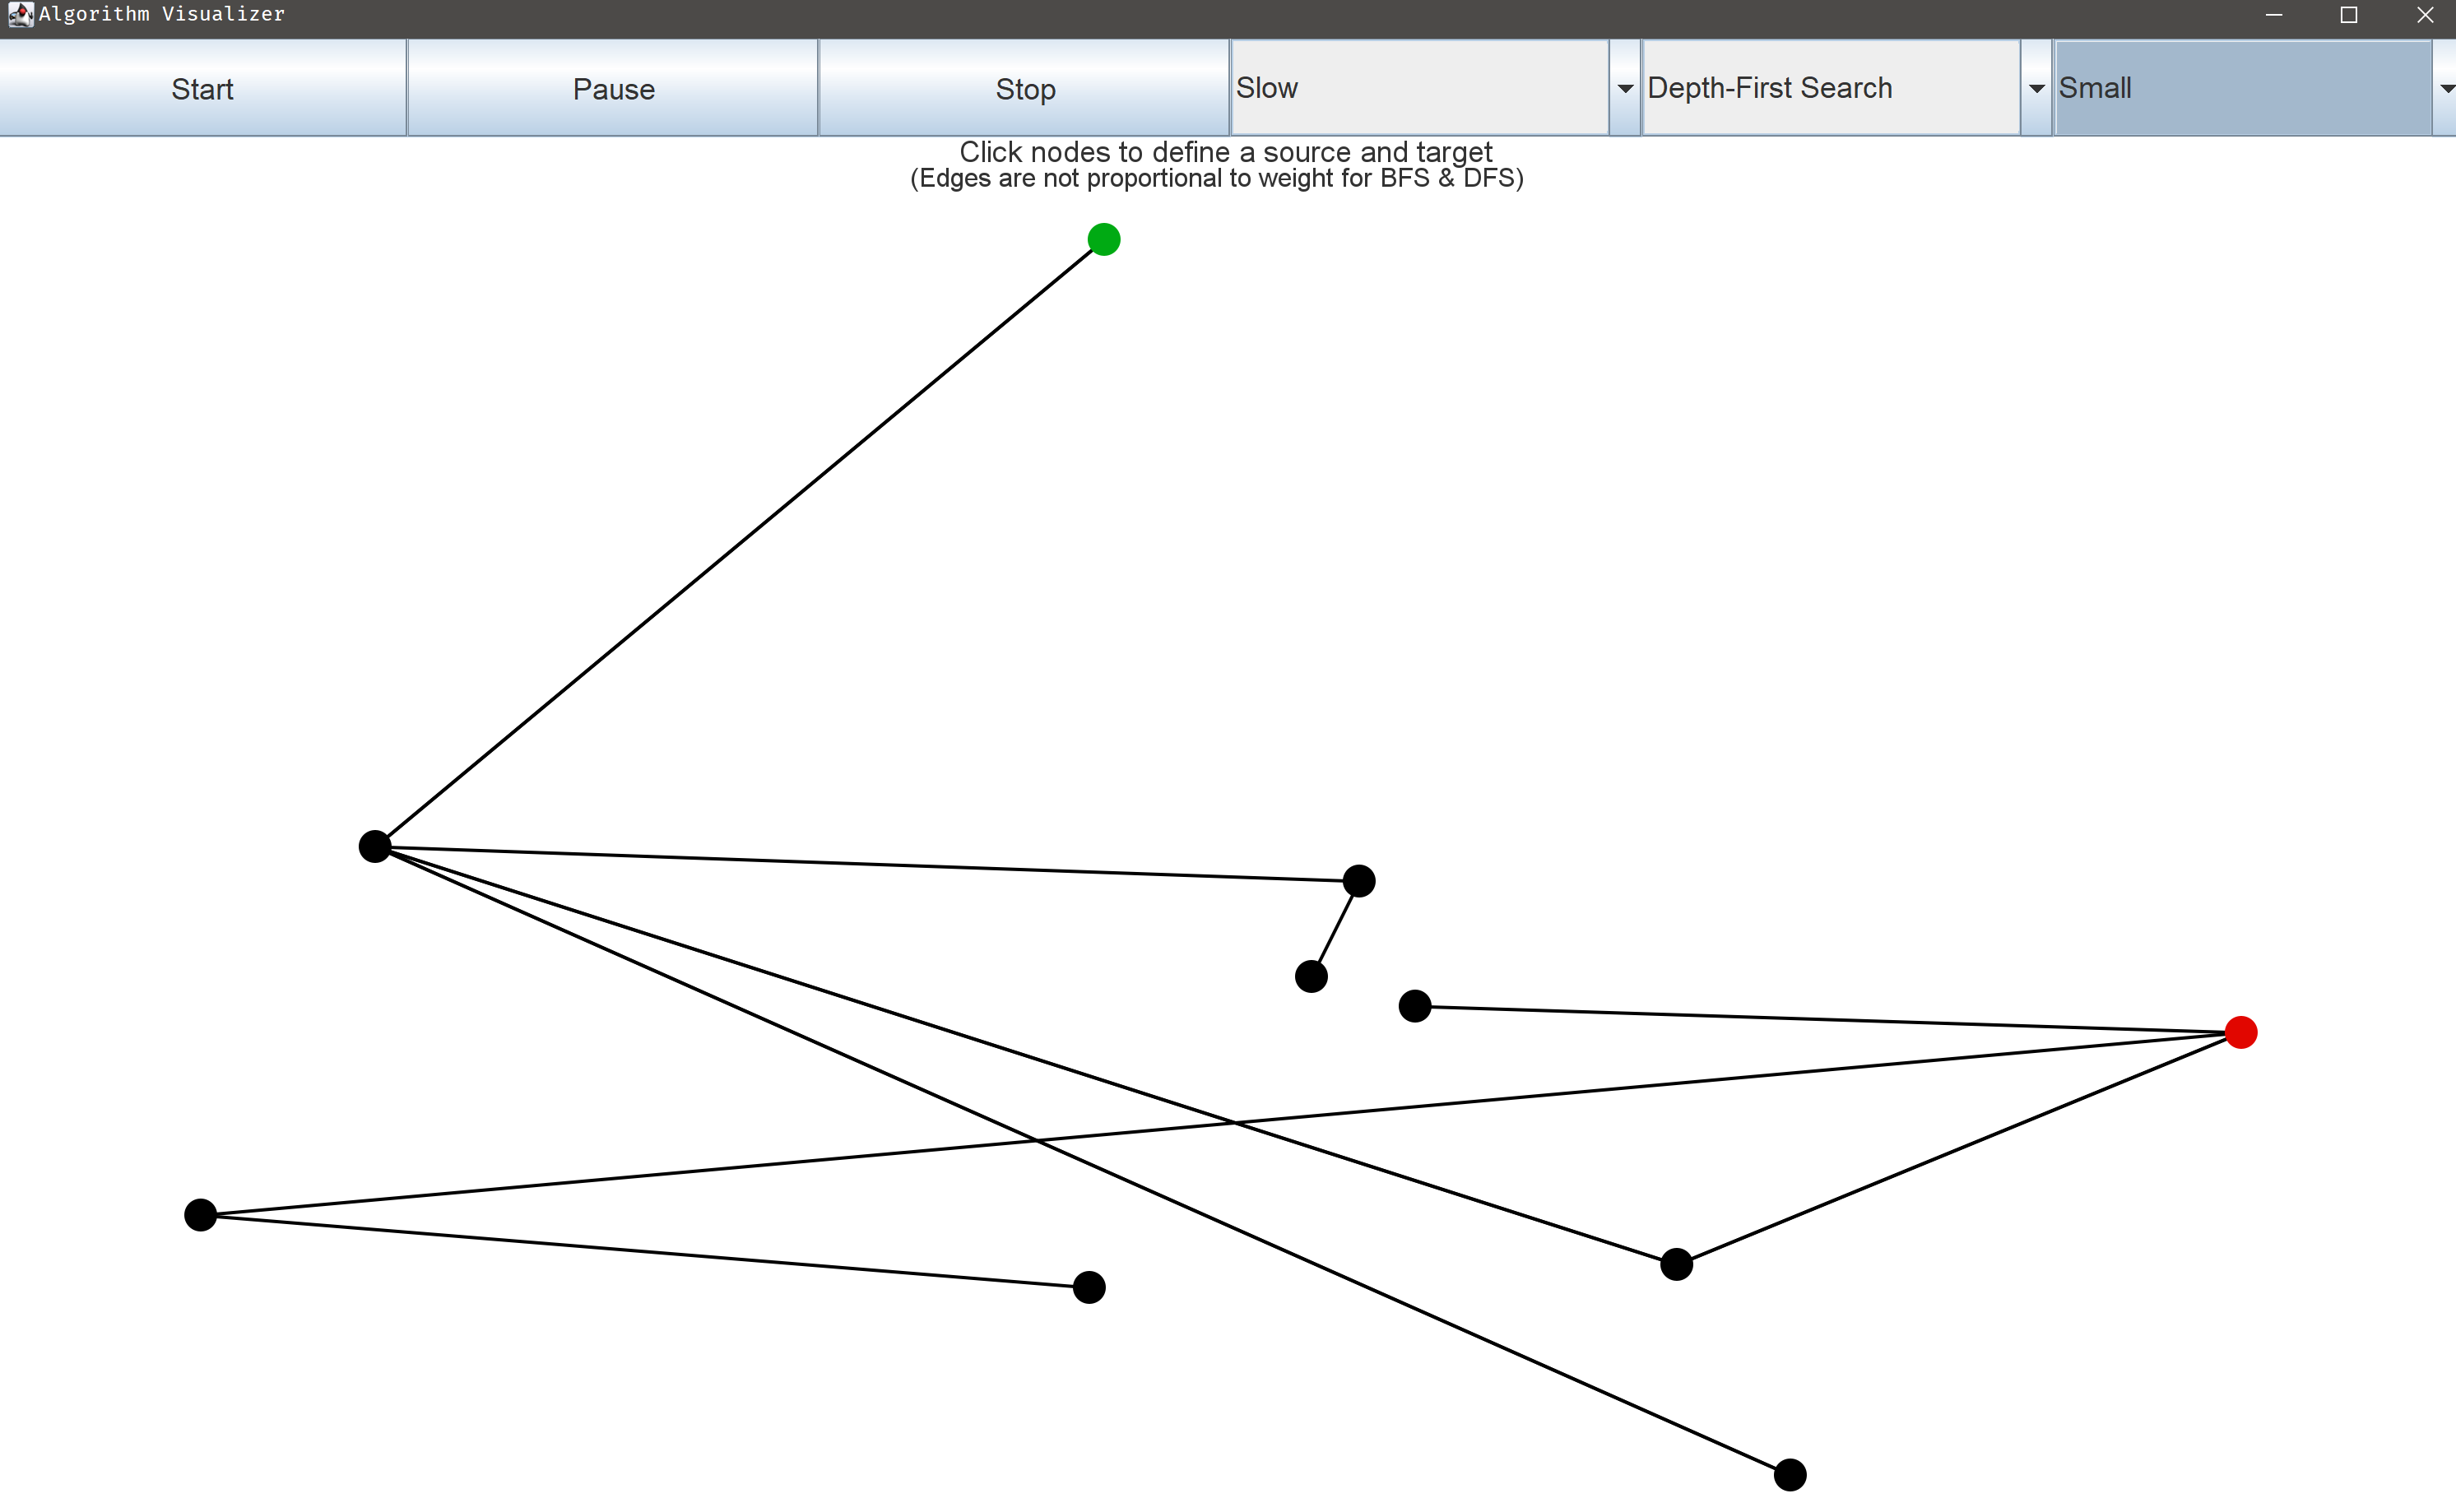 Algorithm Visualizer
Start Pause Stop Slow Depth-First Search Small
Click nodes to define a source and target
(Edges are not proportional to weight for BFS & DFS)